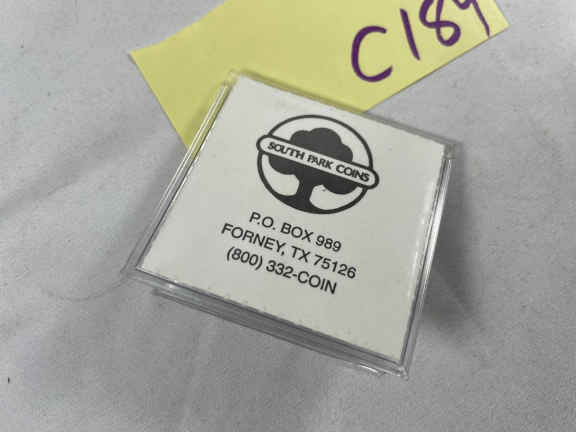 C189
SOUTH PARK COINS
P.O. BOX 989
FORNEY, TX 75126
(800) 332-COIN